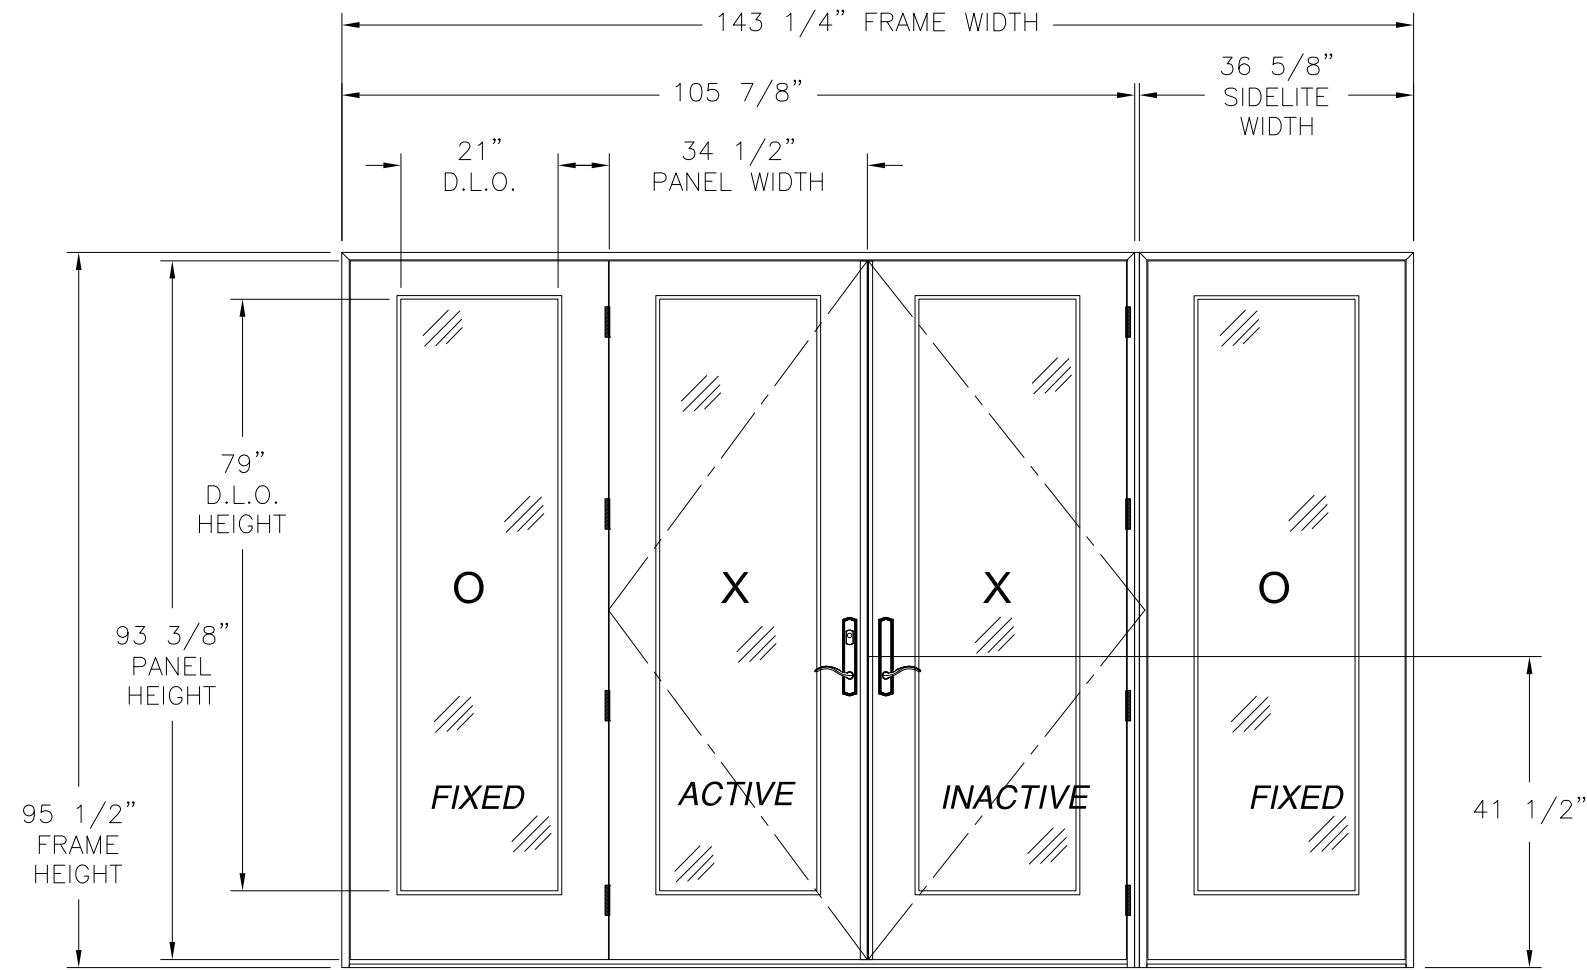 143 1/4” FRAME WIDTH
36 5/8”
SIDELITE
WIDTH
105 7/8”
21”
D.L.O.
34 1/2”
PANEL WIDTH
79”
D.L.O.
HEIGHT
93 3/8”
PANEL
HEIGHT
95 1/2”
FRAME
HEIGHT
O
X
X
O
FIXED
ACTIVE
INACTIVE
FIXED
41 1/2”